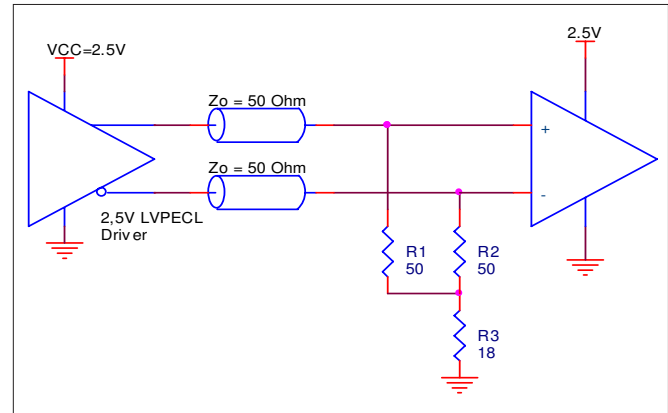 VCC=2.5V
2.5V
Zo = 50 Ohm
+
Zo = 50 Ohm
-
2,5V LVPECL
Driver
R1
50
R2
50
R3
18